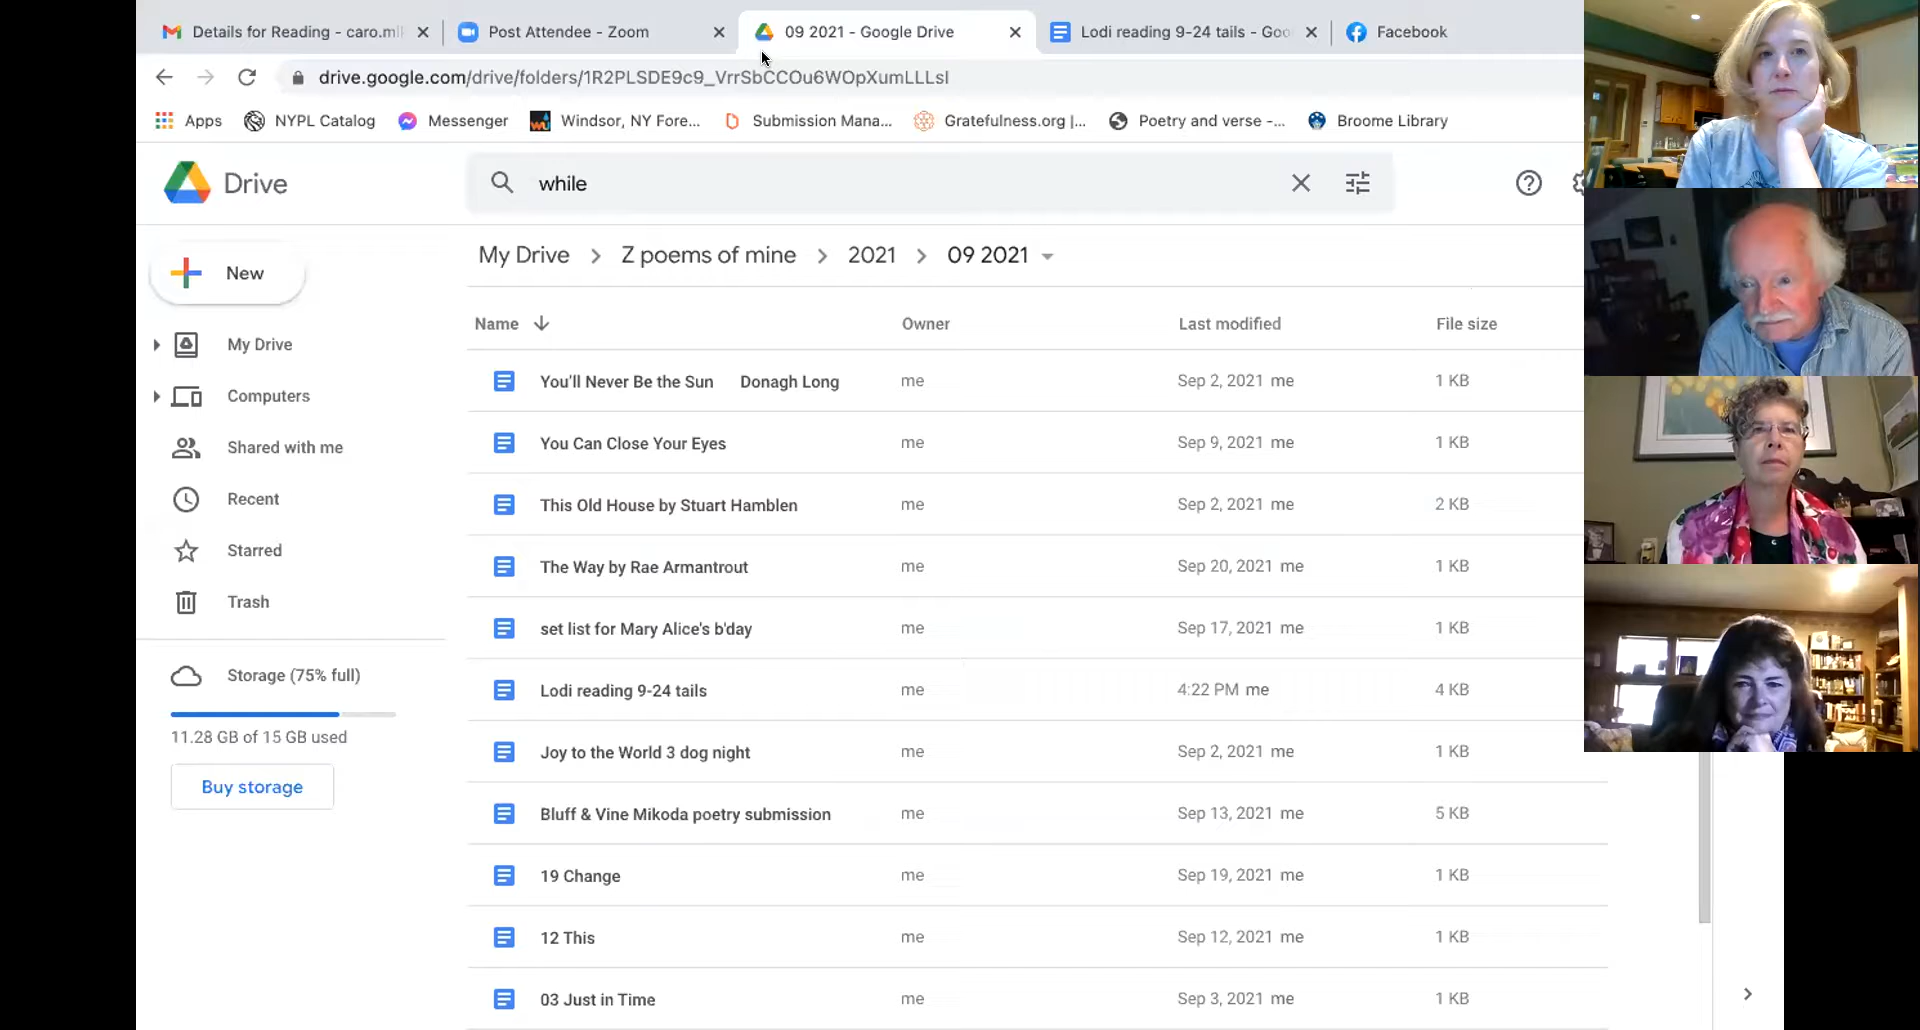 Details for Reading - caro.ml
Post Attendee - Zoom
09 2021 - Google Drive
Lodi reading 9-24 tails - Goo
Facebook
drive.google.com/drive/folders/1R2PLSDE9c9_VrrSbCCOu6WOpXumLLLsI
Apps
NYPL Catalog
Messenger
Windsor, NY Fore...
Submission Mana...
Gratefulness.org |...
Poetry and verse -...
Broome Library
Drive
while
New
My Drive > Z poems of mine > 2021 > 09 2021
My Drive
Computers
Shared with me
Recent
Starred
Trash
Storage (75% full)
11.28 GB of 15 GB used
Buy storage
Name Owner Last modified File size
You'll Never Be the Sun Donagh Long me Sep 2, 2021 me 1 KB
You Can Close Your Eyes me Sep 9, 2021 me 1 KB
This Old House by Stuart Hamblen me Sep 2, 2021 me 2 KB
The Way by Rae Armantrout me Sep 20, 2021 me 1 KB
set list for Mary Alice's b'day me Sep 17, 2021 me 1 KB
Lodi reading 9-24 tails me 4:22 PM me 4 KB
Joy to the World 3 dog night me Sep 2, 2021 me 1 KB
Bluff & Vine Mikoda poetry submission me Sep 13, 2021 me 5 KB
19 Change me Sep 19, 2021 me 1 KB
12 This me Sep 12, 2021 me 1 KB
03 Just in Time me Sep 3, 2021 me 1 KB